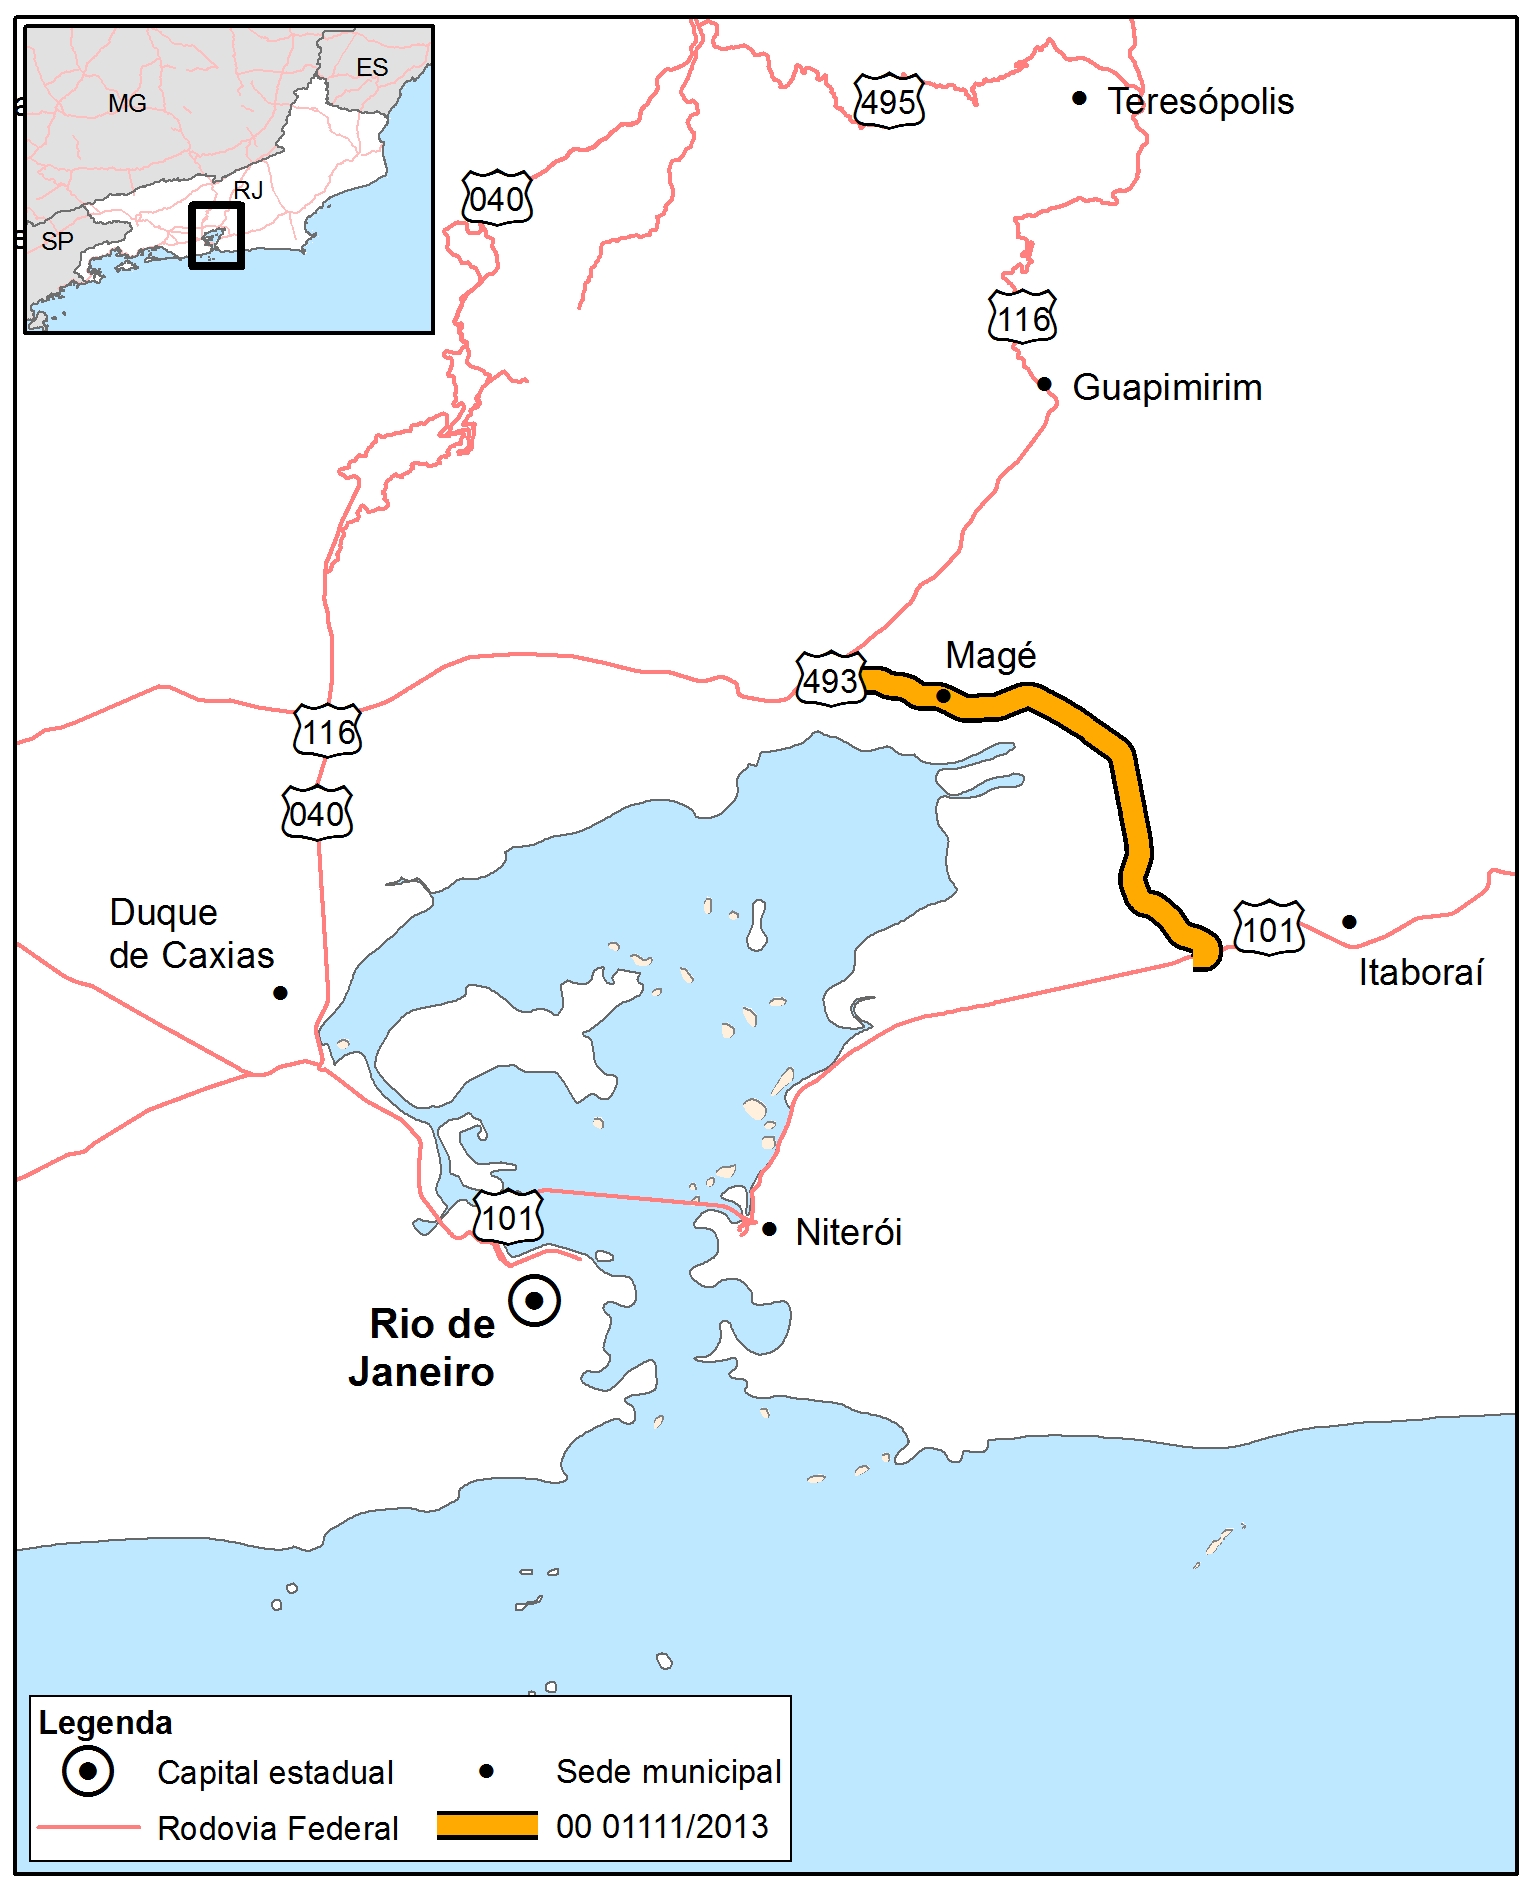 ES
MG
RJ
SP
495
Teresópolis
040
116
Guapimirim
Magé
493
116
040
Duque
de Caxias
101
Itaboraí
101
Niterói
Rio de
Janeiro
Legenda
Capital estadual
Sede municipal
Rodovia Federal
00 01111/2013